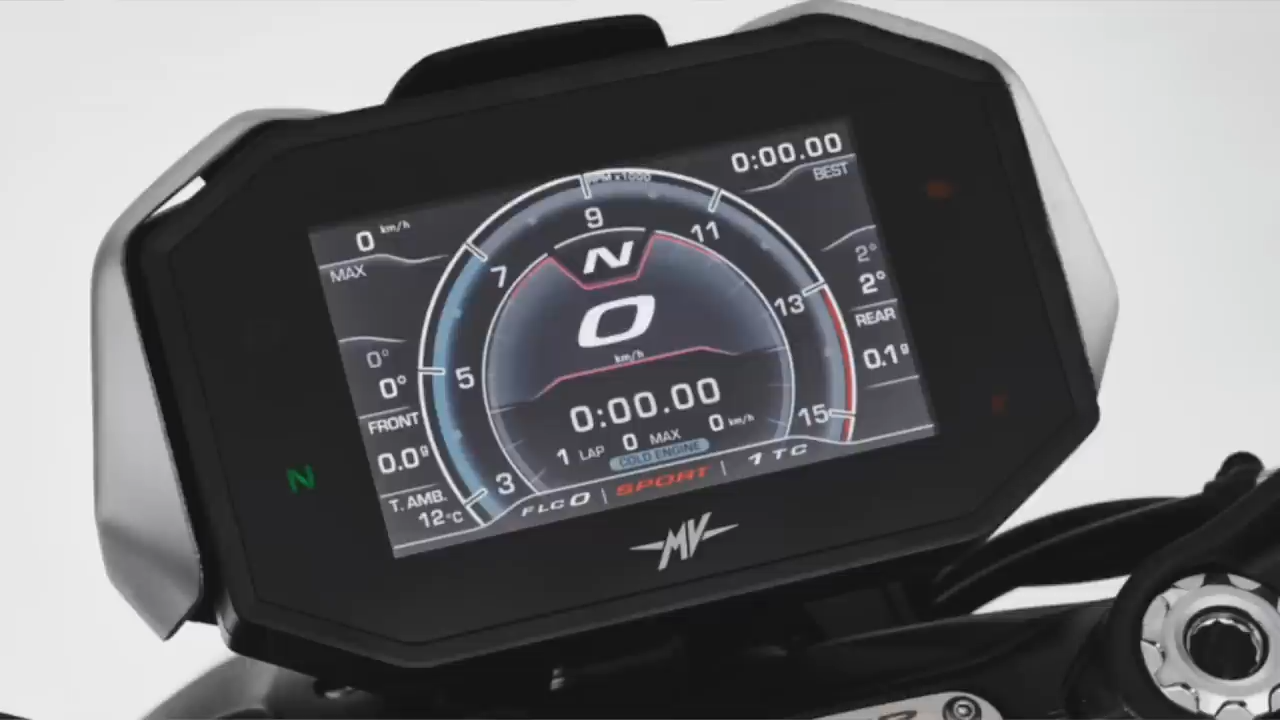 0:00.00
BEST
0 km/h
MAX
RPM x1000
9
11
7
N
13
5
15
3
0
km/h
2°
2°
REAR
0.1g
0°
0°
FRONT
0.0g
T. AMB.
12°C
0:00.00
1 LAP 0 MAX 0 km/h
COLD ENGINE
FLC 0 | SPORT | 1 TC
N
MV